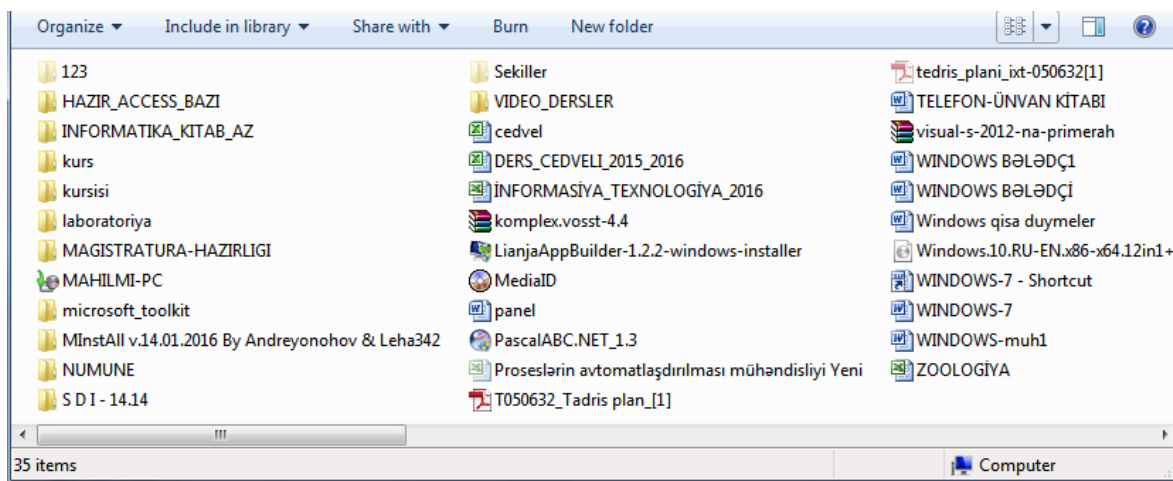 Organize Include in library Share with Burn New folder
123
HAZIR_ACCESS_BAZI
INFORMATIKA_KITAB_AZ
kurs
kursisi
laboratoriya
MAGISTRATURA-HAZIRLIGI
MAHILMI-PC
microsoft_toolkit
MInstAll v.14.01.2016 By Andreyonohov & Leha342
NUMUNE
S D I - 14.14
Sekiller
VIDEO_DERSLER
cedvel
DERS_CEDVELI_2015_2016
İNFORMASİYA_TEXNOLOGİYA_2016
komplex.vosst-4.4
LianjaAppBuilder-1.2.2-windows-installer
MediaID
panel
PascalABC.NET_1.3
Proseslərin avtomatlaşdırılması mühəndisliyi Yeni
T050632_Tadris plan_[1]
tedris_plani_ixt-050632[1]
TELEFON-ÜNVAN KİTABI
visual-s-2012-na-primerah
WINDOWS BƏLƏDÇ1
WINDOWS BƏLƏDÇİ
Windows qisa duymeler
Windows.10.RU-EN.x86-x64.12in1+
WINDOWS-7 - Shortcut
WINDOWS-7
WINDOWS-muh1
ZOOLOGİYA
35 items Computer